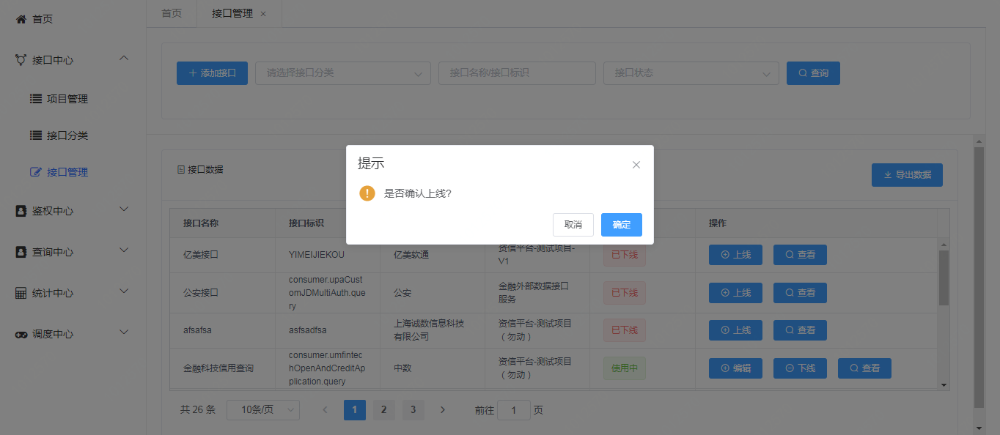 首页
接口中心
项目管理
接口分类
接口管理
鉴权中心
查询中心
统计中心
调度中心
首页
接口管理
添加接口
请选择接口分类
接口名称/接口标识
接口状态
查询
接口数据
导出数据
提示
是否确认上线?
取消
确定
接口名称
接口标识
操作
亿美接口
YIMEIJIEKOU
亿美软通
资信平台-测试项目-
V1
已下线
上线
查看
公安接口
consumer.upaCust
omJDMultiAuth.que
ry
公安
金融外部数据接口
服务
已下线
上线
查看
afsafsa
asfsadfsa
上海诚数信息科技
有限公司
资信平台-测试项目
（勿动）
已下线
上线
查看
金融科技信用查询
consumer.umfintec
hOpenAndCreditAp
plication.query
中数
资信平台-测试项目
（勿动）
使用中
编辑
下线
查看
共 26 条
10条/页
1
2
3
前往
1
页